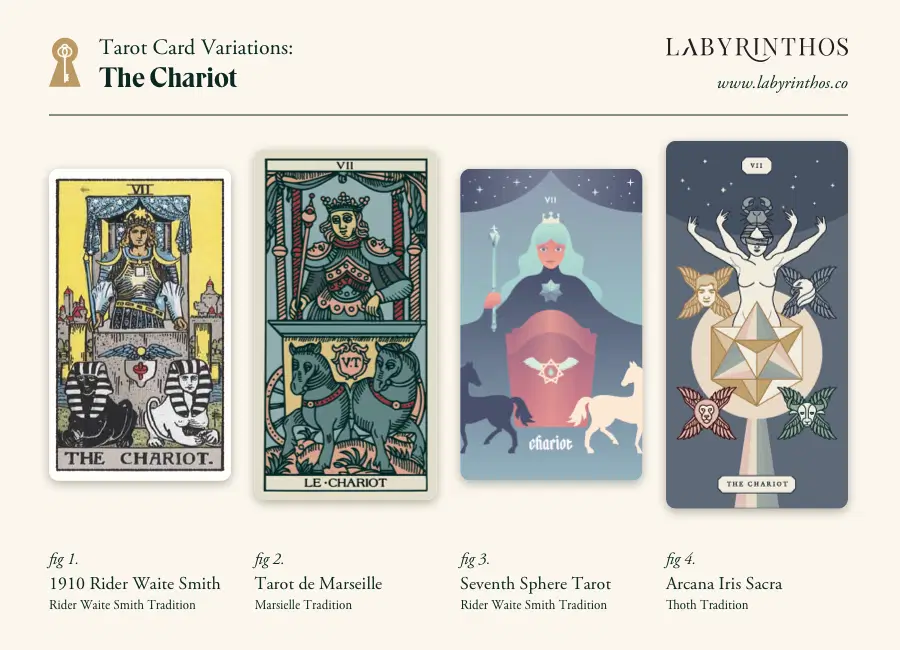 Tarot Card Variations:
The Chariot
LABYRINTHOS
www.labyrinthos.co
VII
THE CHARIOT.
VII
VT
LE·CHARIOT
VII
chariot
VII
THE CHARIOT
fig 1.
1910 Rider Waite Smith
Rider Waite Smith Tradition
fig 2.
Tarot de Marseille
Marsielle Tradition
fig 3.
Seventh Sphere Tarot
Rider Waite Smith Tradition
fig 4.
Arcana Iris Sacra
Thoth Tradition